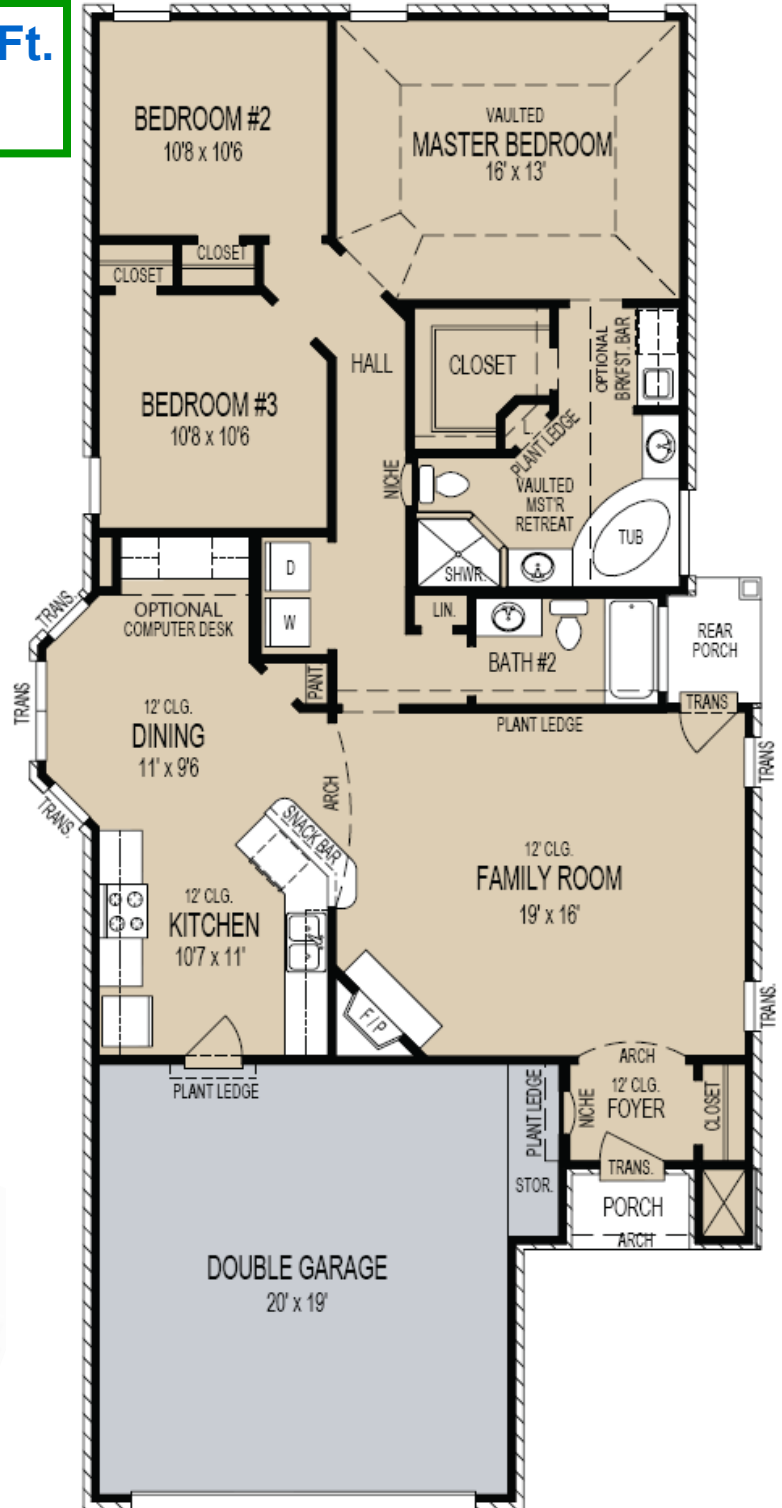 Ft.
BEDROOM #2
10'8 x 10'6
VAULTED
MASTER BEDROOM
16' x 13'
CLOSET
CLOSET
HALL
CLOSET
OPTIONAL
BRKFST. BAR
BEDROOM #3
10'8 x 10'6
PLANT LEDGE
NICHE
VAULTED
MST'R
RETREAT
TUB
SHWR.
D
W
TRANS.
OPTIONAL
COMPUTER DESK
LIN.
BATH #2
REAR
PORCH
PANT
TRANS
TRANS
12' CLG.
DINING
11' x 9'6
PLANT LEDGE
TRANS
TRANS.
ARCH
SNACK BAR
12' CLG.
FAMILY ROOM
19' x 16'
12' CLG.
KITCHEN
10'7 x 11'
F/P
TRANS.
PLANT LEDGE
ARCH
12' CLG.
FOYER
NICHE
CLOSET
PLANT LEDGE
STOR.
TRANS.
PORCH
ARCH
DOUBLE GARAGE
20' x 19'